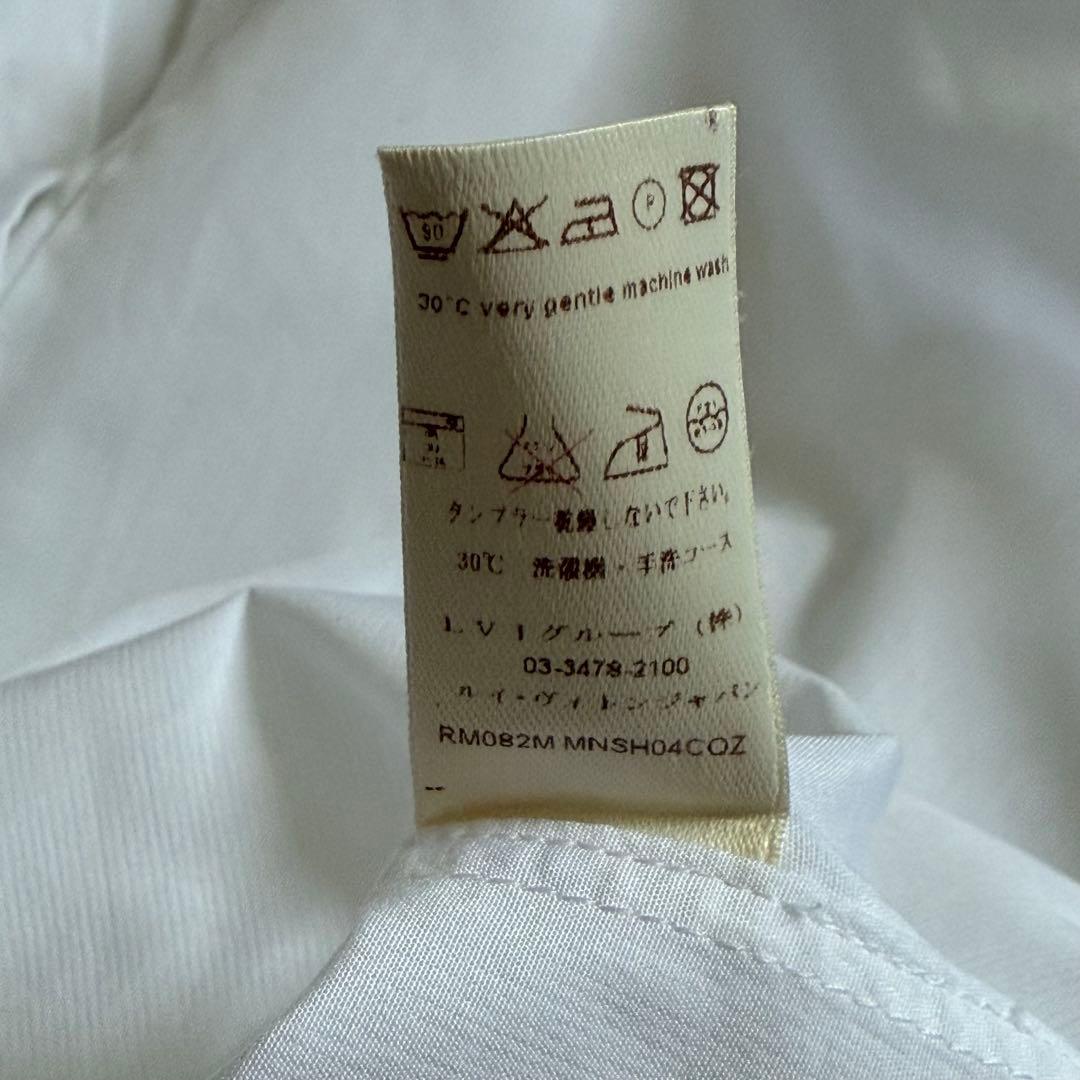 30
P
30°C very gentle machine wash
タンブラー乾燥しないで下さい。
30℃ 洗濯機・手洗コース
LVJグループ(株)
03-3478-2100
ルイ・ヴィトンジャパン
RM082M MNSH04COZ